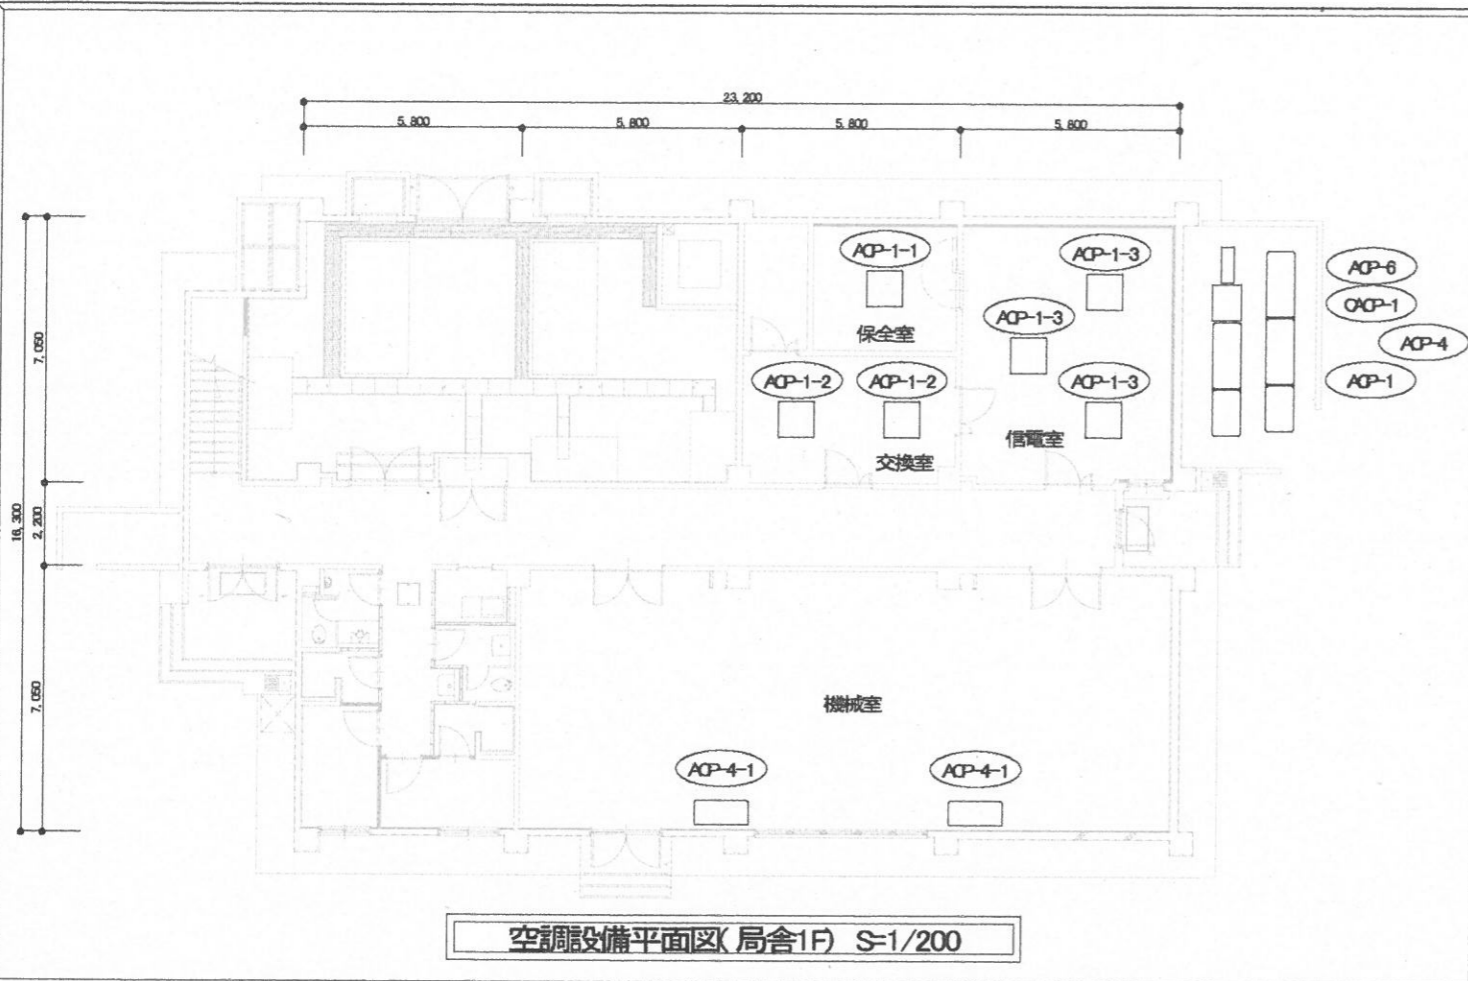 23,200
5,800
5,800
5,800
5,800
ACP-1-1
ACP-1-3
ACP-6
OACP-1
ACP-1-3
保全室
ACP-4
7,050
ACP-1-2
ACP-1-2
ACP-1-3
ACP-1
信電室
交換室
16,300
2,200
7,050
機械室
ACP-4-1
ACP-4-1
空調設備平面図(局舎1F) S=1/200